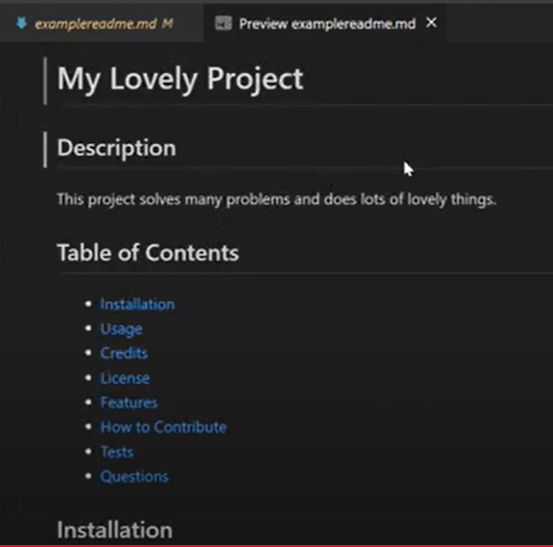 examplereadme.md M
Preview examplereadme.md
My Lovely Project
Description
This project solves many problems and does lots of lovely things.
Table of Contents
Installation
Usage
Credits
License
Features
How to Contribute
Tests
Questions
Installation